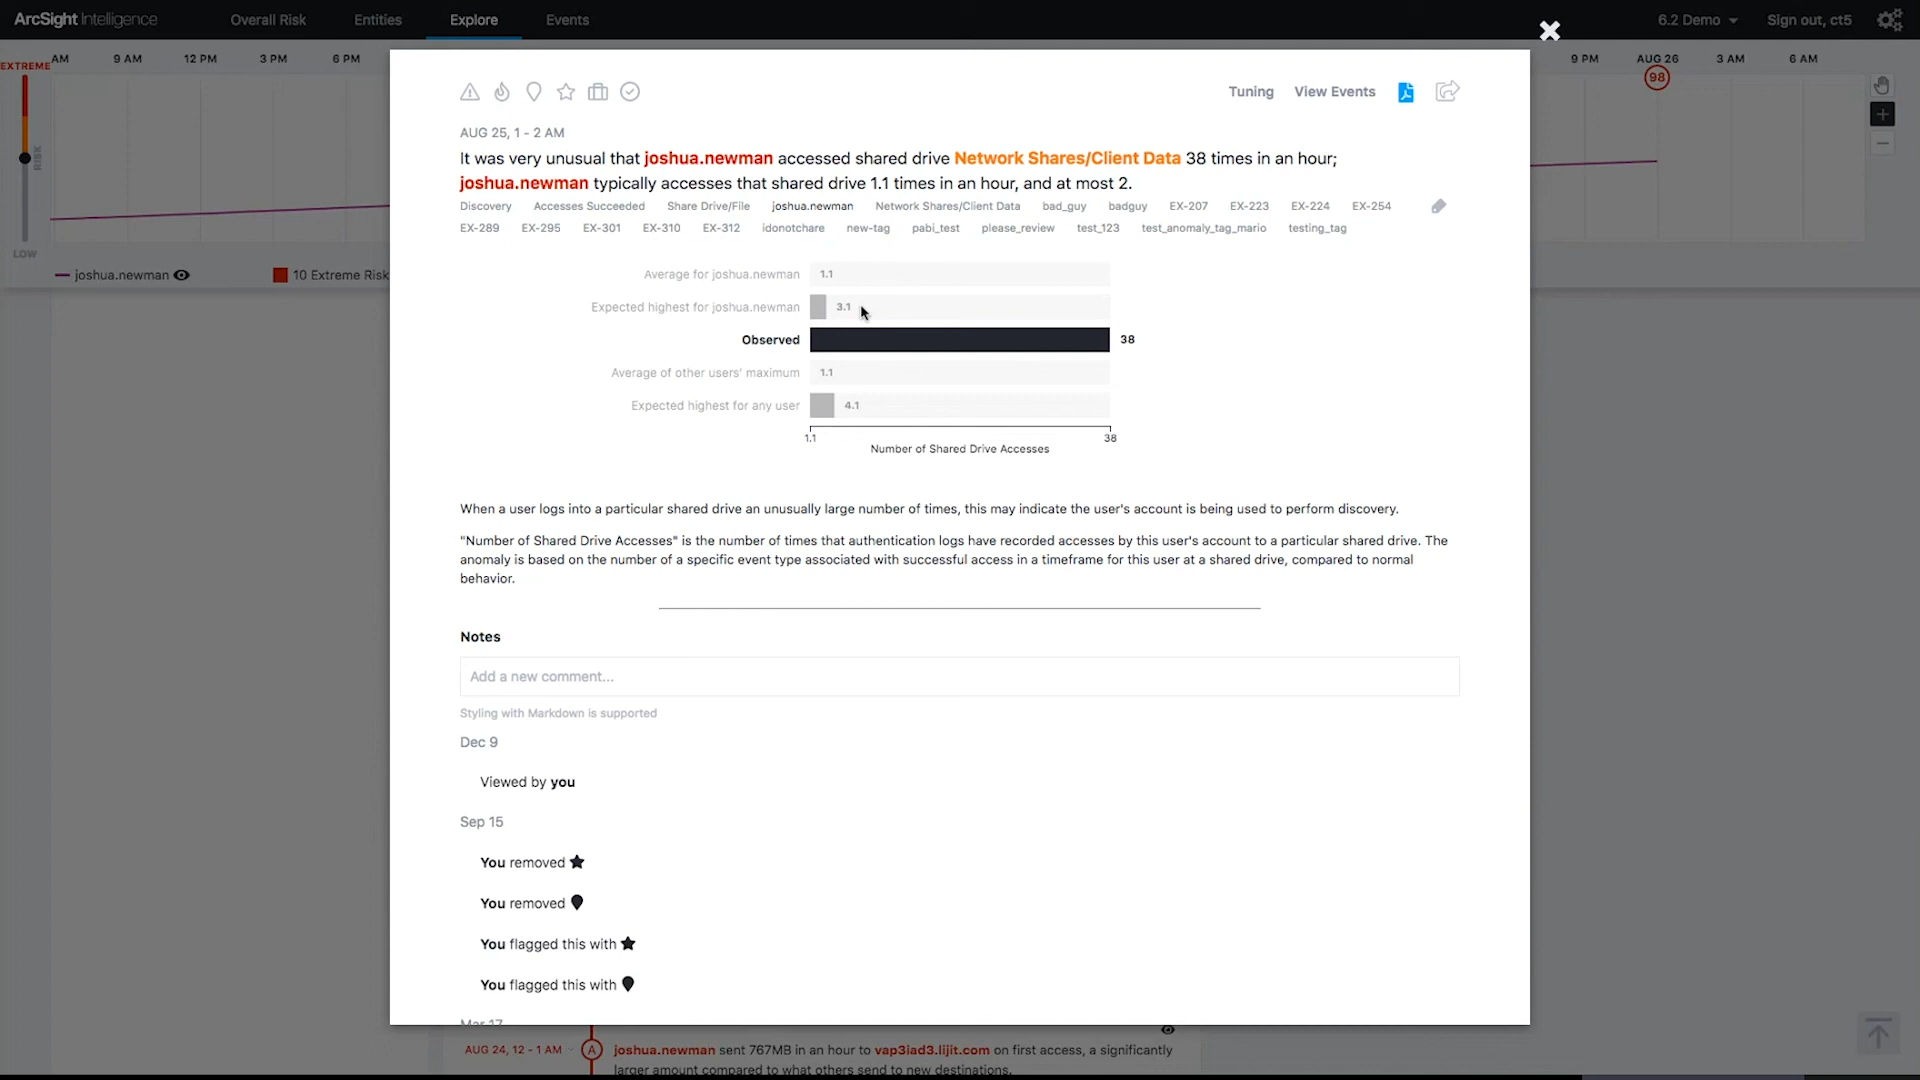 ArcSight Intelligence Overall Risk Entities Explore Events 6.2 Demo Sign out, ct5
AM 9 AM 12 PM 3 PM 6 PM 9 PM AUG 26 3 AM 6 AM
EXTREME
98
RISK
LOW
joshua.newman 10 Extreme Risk
Tuning View Events
AUG 25, 1 - 2 AM
It was very unusual that joshua.newman accessed shared drive Network Shares/Client Data 38 times in an hour;
joshua.newman typically accesses that shared drive 1.1 times in an hour, and at most 2.
Discovery Accesses Succeeded Share Drive/File joshua.newman Network Shares/Client Data bad_guy badguy EX-207 EX-223 EX-224 EX-254
EX-289 EX-295 EX-301 EX-310 EX-312 idonotchare new-tag pabi_test please_review test_123 test_anomaly_tag_mario testing_tag
Average for joshua.newman 1.1
Expected highest for joshua.newman 3.1
Observed 38
Average of other users' maximum 1.1
Expected highest for any user 4.1
1.1 38
Number of Shared Drive Accesses
When a user logs into a particular shared drive an unusually large number of times, this may indicate the user's account is being used to perform discovery.
"Number of Shared Drive Accesses" is the number of times that authentication logs have recorded accesses by this user's account to a particular shared drive. The
anomaly is based on the number of a specific event type associated with successful access in a timeframe for this user at a shared drive, compared to normal
behavior.
Notes
Add a new comment...
Styling with Markdown is supported
Dec 9
Viewed by you
Sep 15
You removed
You removed
You flagged this with
You flagged this with
Mar 17
AUG 24, 12 - 1 AM A joshua.newman sent 767MB in an hour to vap3iad3.lijit.com on first access, a significantly
larger amount compared to what others send to new destinations.